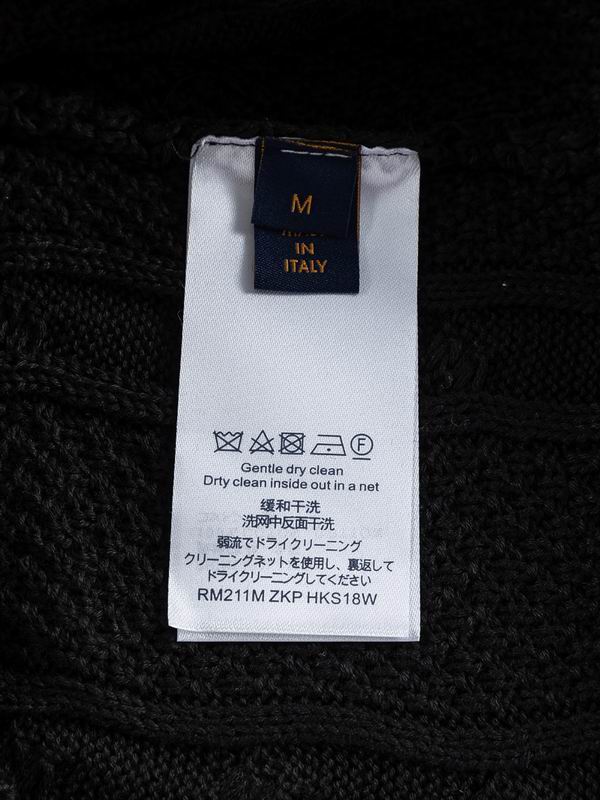 M
MADE
IN
ITALY
F
Gentle dry clean
Drty clean inside out in a net
缓和干洗
洗网中反面干洗
弱流でドライクリーニング
クリーニングネットを使用し、裏返して
ドライクリーニングしてください
RM211M ZKP HKS18W